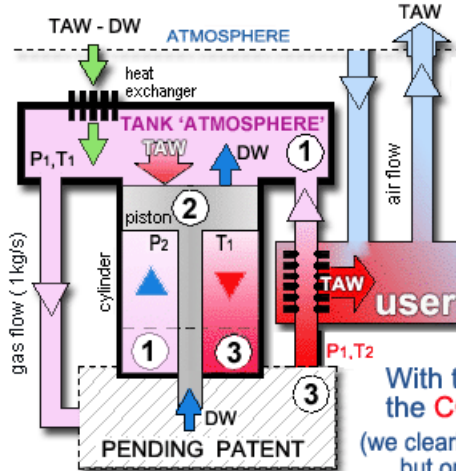 TAW - DW
ATMOSPHERE
TAW
heat
exchanger
TANK 'ATMOSPHERE'
P1,T1
TAW
DW
1
air flow
piston
2
cylinder
P2
T1
gas flow (1kg/s)
TAW
user
1
3
P1,T2
3
With t
the C
DW
(we clear
PENDING PATENT
but o